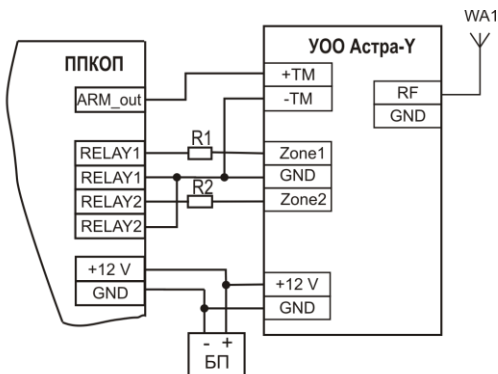 WA1
УОО Астра-Y
ППКОП
+TM
-TM
RF
GND
ARM_out
R1
RELAY1
RELAY1
RELAY2
RELAY2
R2
Zone1
GND
Zone2
+12 V
GND
+12 V
GND
- +
БП